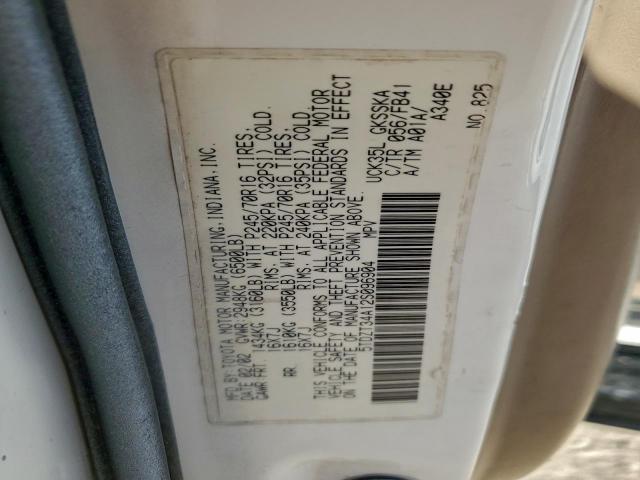 MFD.BY:TOYOTA MOTOR MANUFACTURING.INDIANA,INC.
DATE 02/02 GVWR:2948KG (6500LB)
GAWR FRT. 1434KG (3160LB) WITH P245/70R16 TIRES,
16X7J RIMS, AT 220KPA (32PSI) COLD.
RR. 1610KG (3550LB) WITH P245/70R16 TIRES,
16X7J RIMS, AT 240KPA (35PSI) COLD.
THIS VEHICLE CONFORMS TO ALL APPLICABLE FEDERAL MOTOR
VEHICLE SAFETY AND THEFT PREVENTION STANDARDS IN EFFECT
ON THE DATE OF MANUFACTURE SHOWN ABOVE.
5TDZT34A12S096904 MPV
UCK35L GKSSKA
C/TR 056/FB41
A/TM A01A/
A340E
NO.825